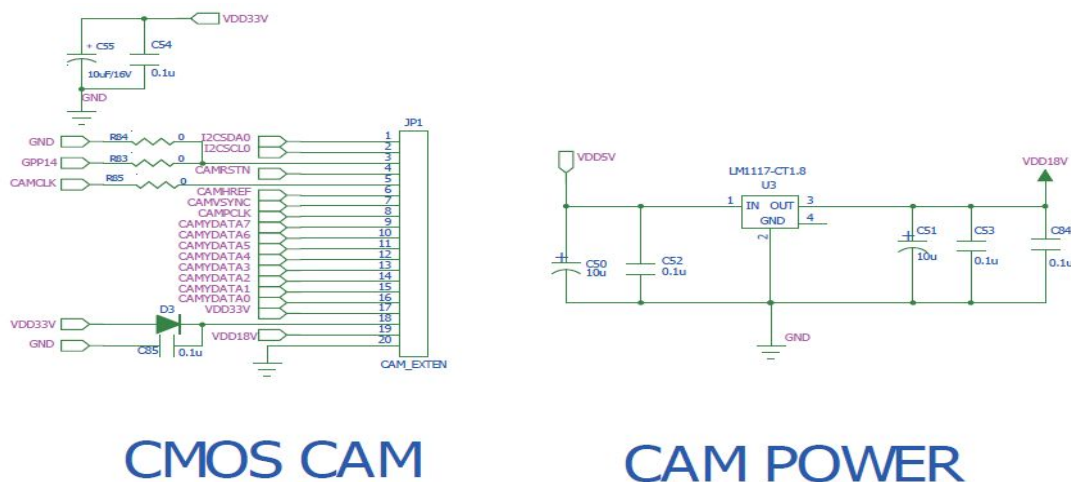 VDD33V
+ C55
10uF/16V
C54
0.1u
GND
JP1
GND
R84
0
I2CSDA0
1
I2CSCL0
2
GPP14
R83
0
3
CAMRSTN
4
CAMCLK
R85
0
5
CAMHREF
6
CAMVSYNC
7
CAMPCLK
8
CAMYDATA7
9
CAMYDATA6
10
CAMYDATA5
11
CAMYDATA4
12
CAMYDATA3
13
CAMYDATA2
14
CAMYDATA1
15
CAMYDATA0
16
VDD33V
17
D3
VDD33V
18
VDD18V
19
GND
C85
0.1u
20
CAM_EXTEN
CMOS CAM
VDD5V
LM1117-CT1.8
U3
VDD18V
1
IN OUT
3
GND
4
2
+
C50
10u
C52
0.1u
+
C51
10u
C53
0.1u
C84
0.1u
GND
CAM POWER